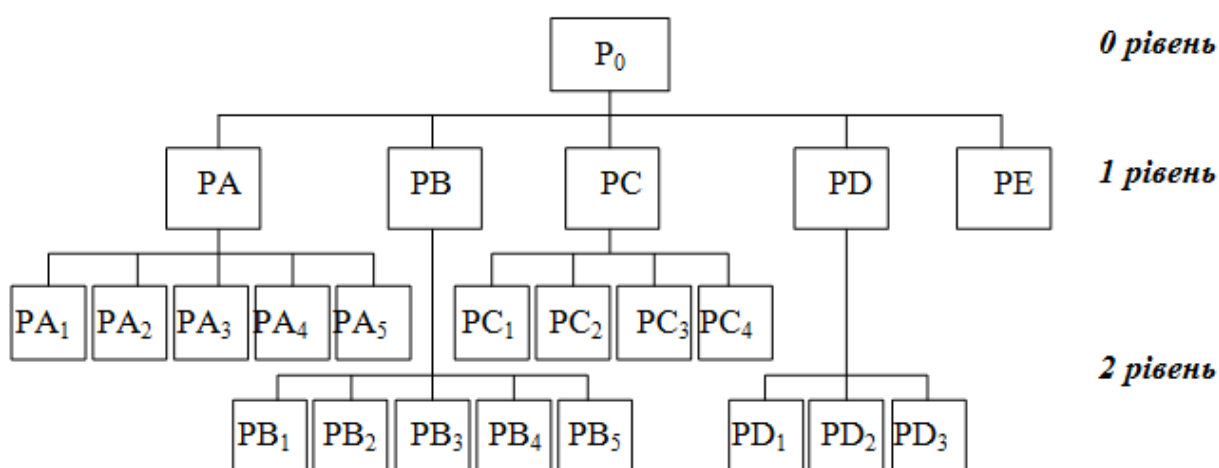 P₀ 0 рівень
PA PB PC PD PE 1 рівень
PA₁ PA₂ PA₃ PA₄ PA₅ PC₁ PC₂ PC₃ PC₄
2 рівень
PB₁ PB₂ PB₃ PB₄ PB₅ PD₁ PD₂ PD₃